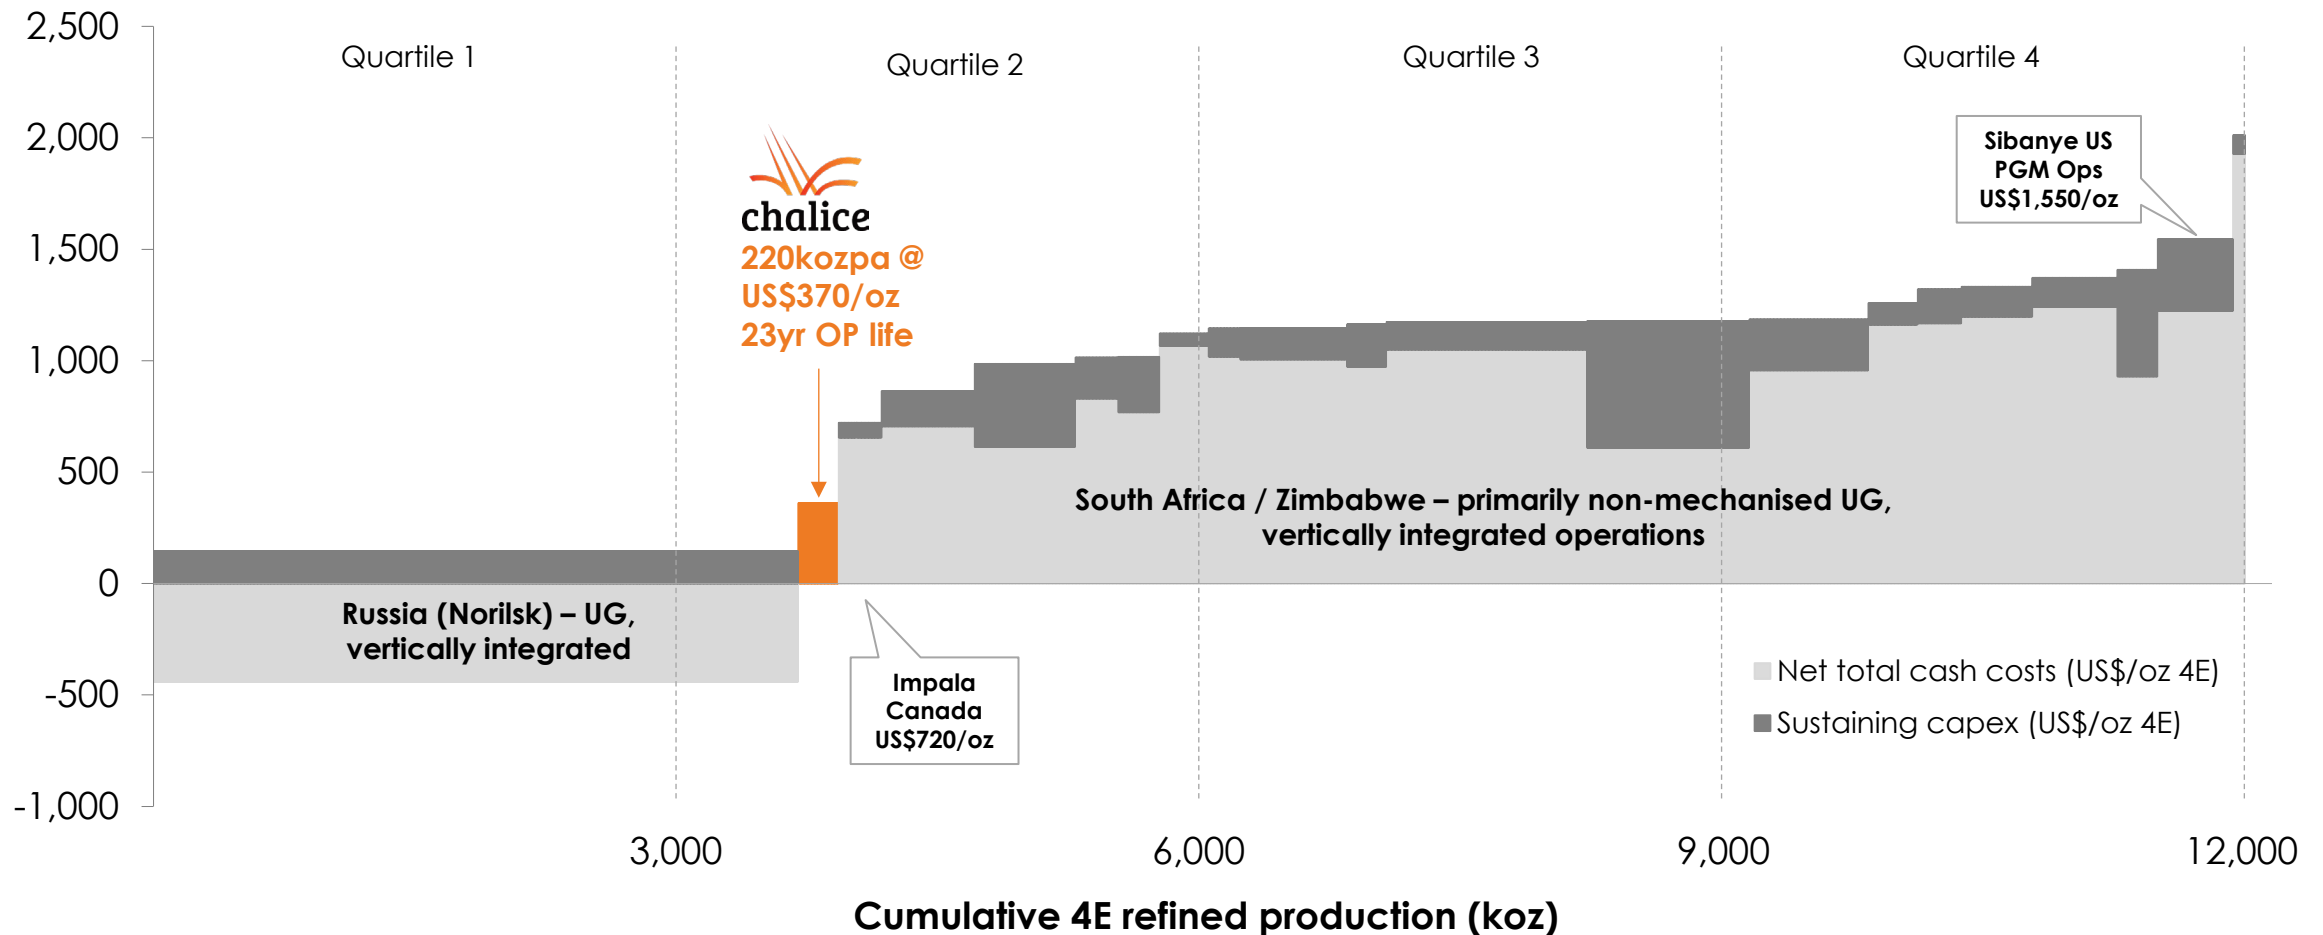 2,500
2,000
1,500
1,000
500
0
-500
-1,000
Quartile 1
Quartile 2
Quartile 3
Quartile 4
chalice
220kozpa @
US$370/oz
23yr OP life
Sibanye US
PGM Ops
US$1,550/oz
South Africa / Zimbabwe – primarily non-mechanised UG,
vertically integrated operations
Russia (Norilsk) – UG,
vertically integrated
Impala
Canada
US$720/oz
Net total cash costs (US$/oz 4E)
Sustaining capex (US$/oz 4E)
3,000
6,000
9,000
12,000
Cumulative 4E refined production (koz)